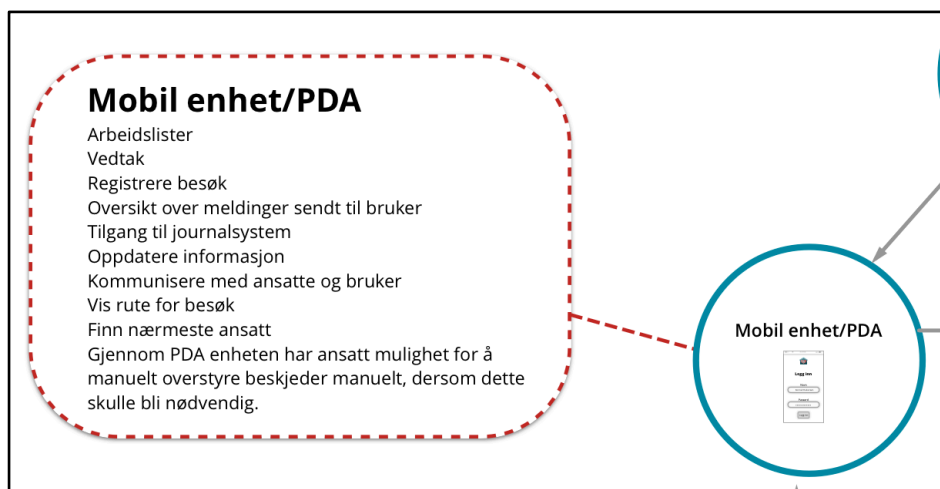 Mobil enhet/PDA
Arbeidslister
Vedtak
Registrere besøk
Oversikt over meldinger sendt til bruker
Tilgang til journalsystem
Oppdatere informasjon
Kommunisere med ansatte og bruker
Vis rute for besøk
Finn nærmeste ansatt
Gjennom PDA enheten har ansatt mulighet for å
manuelt overstyre beskjeder manuelt, dersom dette
skulle bli nødvendig.
Mobil enhet/PDA
Logg inn